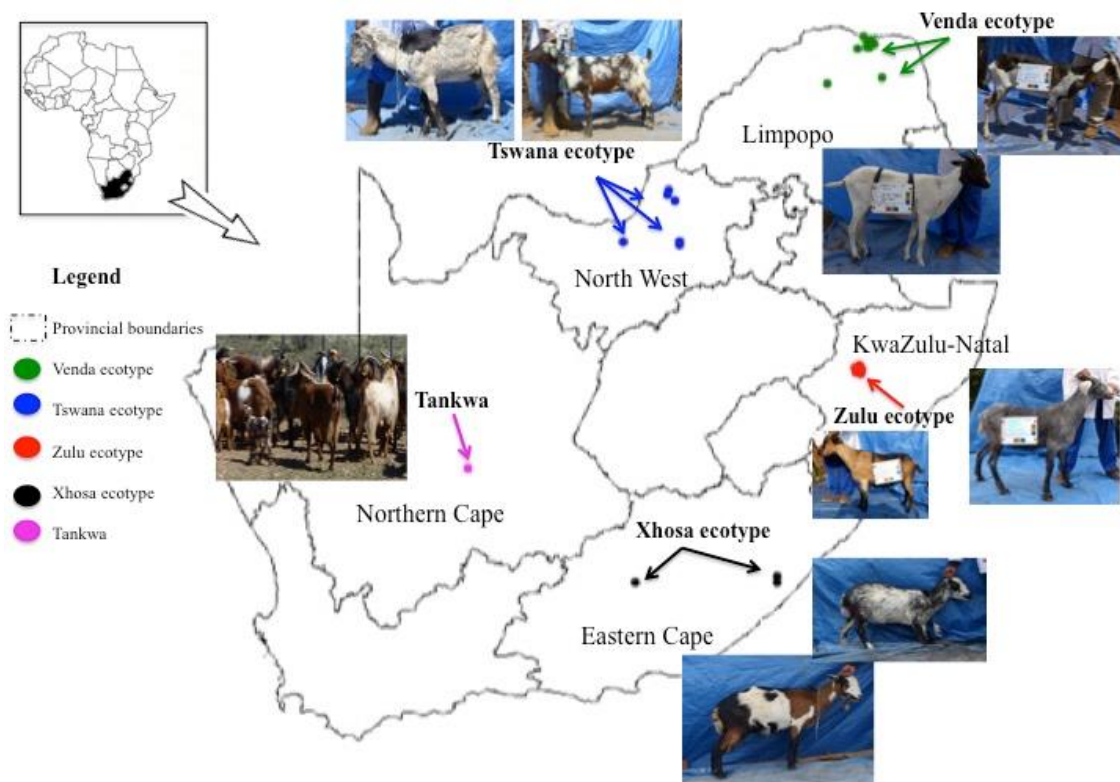 Venda ecotype
Limpopo
Tswana ecotype
North West
Legend
Provincial boundaries
Venda ecotype
Tswana ecotype
Zulu ecotype
Xhosa ecotype
Tankwa
KwaZulu-Natal
Zulu ecotype
Tankwa
Northern Cape
Xhosa ecotype
Eastern Cape